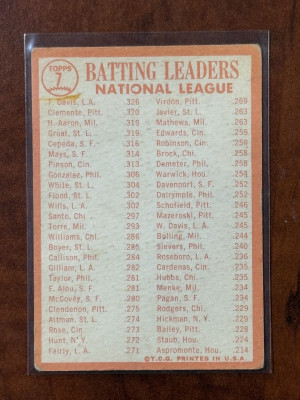 TOPPS
7
BATTING LEADERS
NATIONAL LEAGUE
T. Davis, L.A. .326
Clemente, Pitt. .320
H. Aaron, Mil. .319
Groat, St. L. .319
Cepeda, S. F. .316
Mays, S. F. .314
Pinson, Cin. .313
Gonzalez, Phil. .306
White, St. L. .304
Flood, St. L. .302
Wills, L. A. .302
Santo, Chi. .297
Torre, Mil. .293
Williams, Chi. .286
Boyer, St. L. .285
Callison, Phil. .284
Gilliam, L. A. .282
Taylor, Phil. .281
F. Alou, S. F. .281
McCovey, S. F. .280
Clendenon, Pitt. .275
Altman, St. L. .274
Rose, Cin. .273
Hunt, N.Y. .272
Fairly, L.A. .271
Virdon, Pitt. .269
Javier, St. L. .263
Mathews, Mil. .263
Edwards, Cin. .259
Robinson, Cin. .259
Brock, Chi. .258
Demeter, Phil. .258
Warwick, Hou. .254
Davenport, S. F. .252
Dalrymple, Phil. .252
Schofield, Pitt. .246
Mazeroski, Pitt. .245
W. Davis, L. A. .245
Bolling, Mil. .244
Sievers, Phil. .240
Roseboro, L. A. .236
Cardenas, Cin. .235
Hubbs, Chi. .235
Menke, Mil. .234
Pagan, S. F. .234
Rodgers, Chi. .229
Hickman, N. Y. .229
Bailey, Pitt. .228
Staub, Hou. .224
Aspromonte, Hou. .214
© T.C.G. PRINTED IN U.S.A.